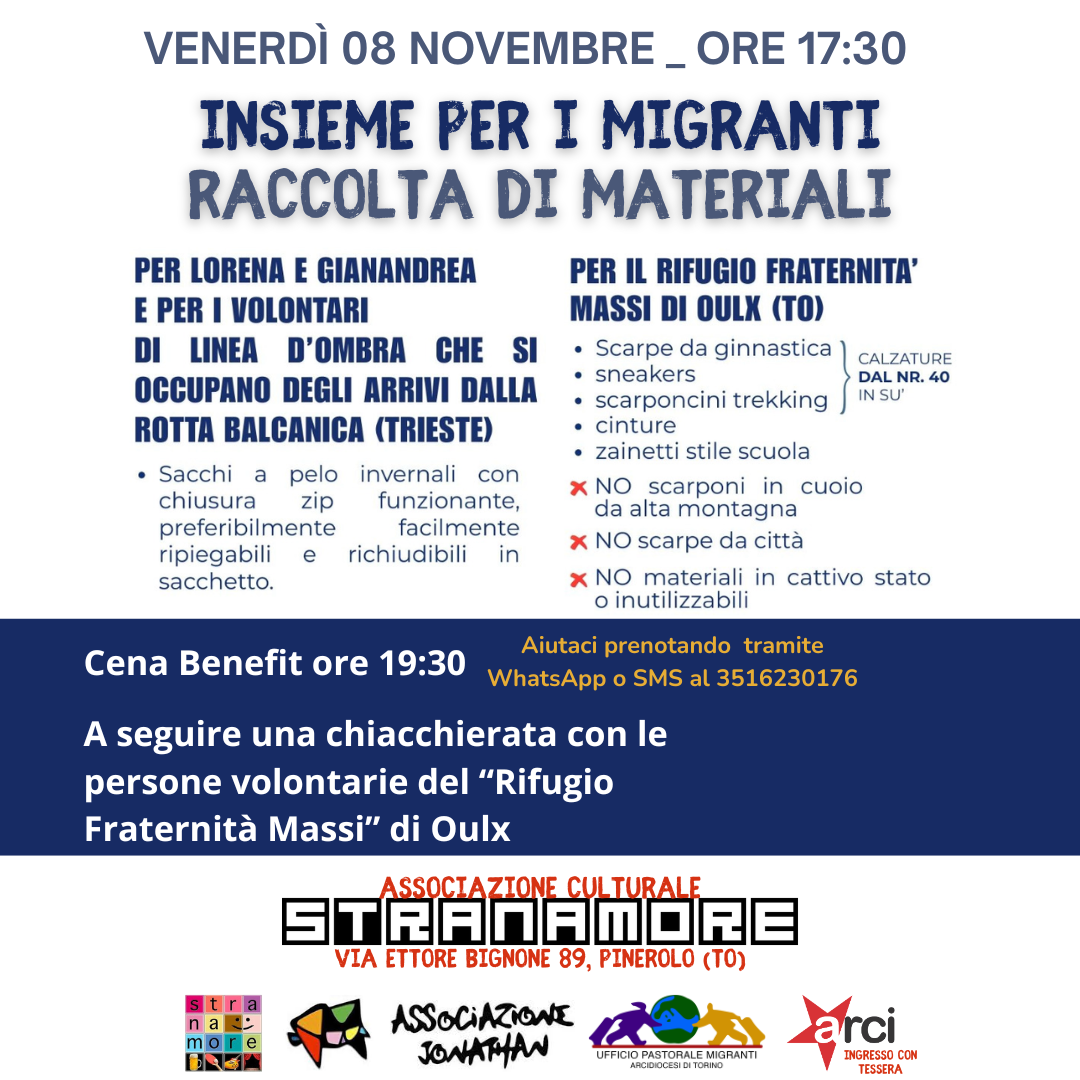 VENERDÌ 08 NOVEMBRE _ ORE 17:30
INSIEME PER I MIGRANTI
RACCOLTA DI MATERIALI
PER LORENA E GIANANDREA
E PER I VOLONTARI
DI LINEA D'OMBRA CHE SI
OCCUPANO DEGLI ARRIVI DALLA
ROTTA BALCANICA (TRIESTE)
• Sacchi a pelo invernali con
chiusura zip funzionante,
preferibilmente facilmente
ripiegabili e richiudibili in
sacchetto.
PER IL RIFUGIO FRATERNITA'
MASSI DI OULX (TO)
• Scarpe da ginnastica
• sneakers
• scarponcini trekking
CALZATURE
DAL NR. 40
IN SU'
• cinture
• zainetti stile scuola
❌ NO scarponi in cuoio
da alta montagna
❌ NO scarpe da città
❌ NO materiali in cattivo stato
o inutilizzabili
Cena Benefit ore 19:30
Aiutaci prenotando tramite
WhatsApp o SMS al 3516230176
A seguire una chiacchierata con le
persone volontarie del “Rifugio
Fraternità Massi” di Oulx
ASSOCIAZIONE CULTURALE
STRANAMORE
VIA ETTORE BIGNONE 89, PINEROLO (TO)
stra
na
more
ASSOCIAZIONE
JONATHAN
UFFICIO PASTORALE MIGRANTI
ARCIDIOCESI DI TORINO
arci
INGRESSO CON
TESSERA